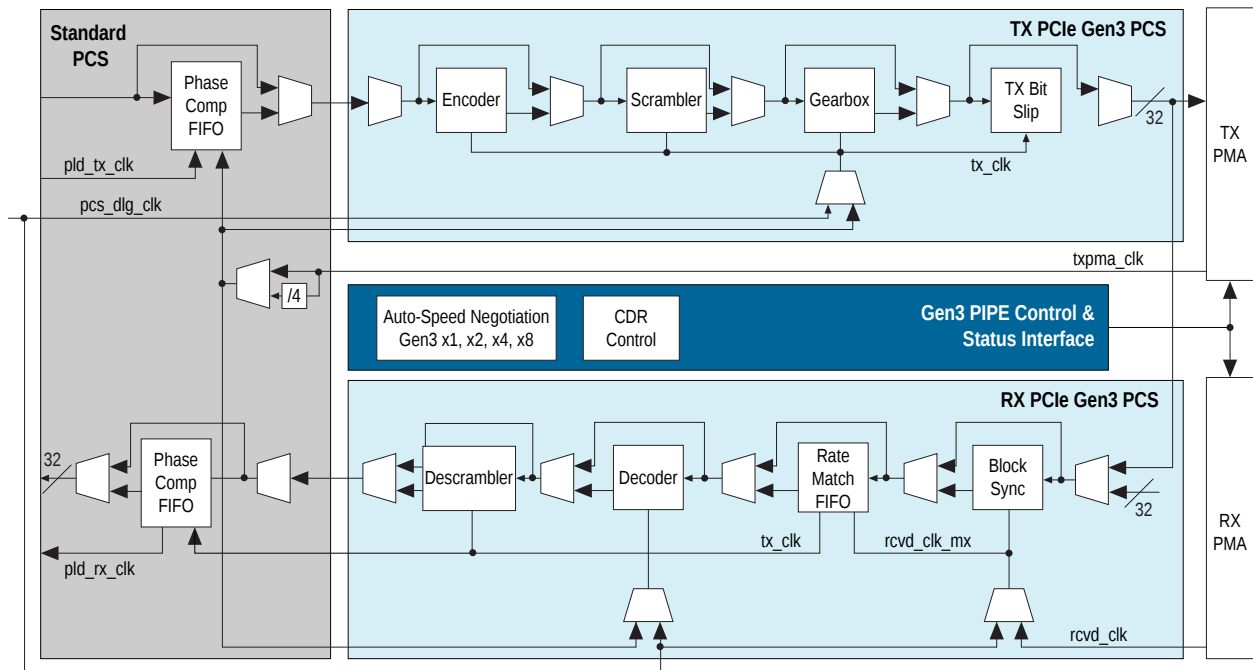 Standard
PCS
TX PCIe Gen3 PCS
Phase
Comp
FIFO
Encoder
Scrambler
Gearbox
TX Bit
Slip
32
TX
PMA
pld_tx_clk
tx_clk
pcs_dlg_clk
txpma_clk
/4
Auto-Speed Negotiation
Gen3 x1, x2, x4, x8
CDR
Control
Gen3 PIPE Control &
Status Interface
RX PCIe Gen3 PCS
32
Phase
Comp
FIFO
Descrambler
Decoder
Rate
Match
FIFO
Block
Sync
32
RX
PMA
pld_rx_clk
tx_clk
rcvd_clk_mx
rcvd_clk